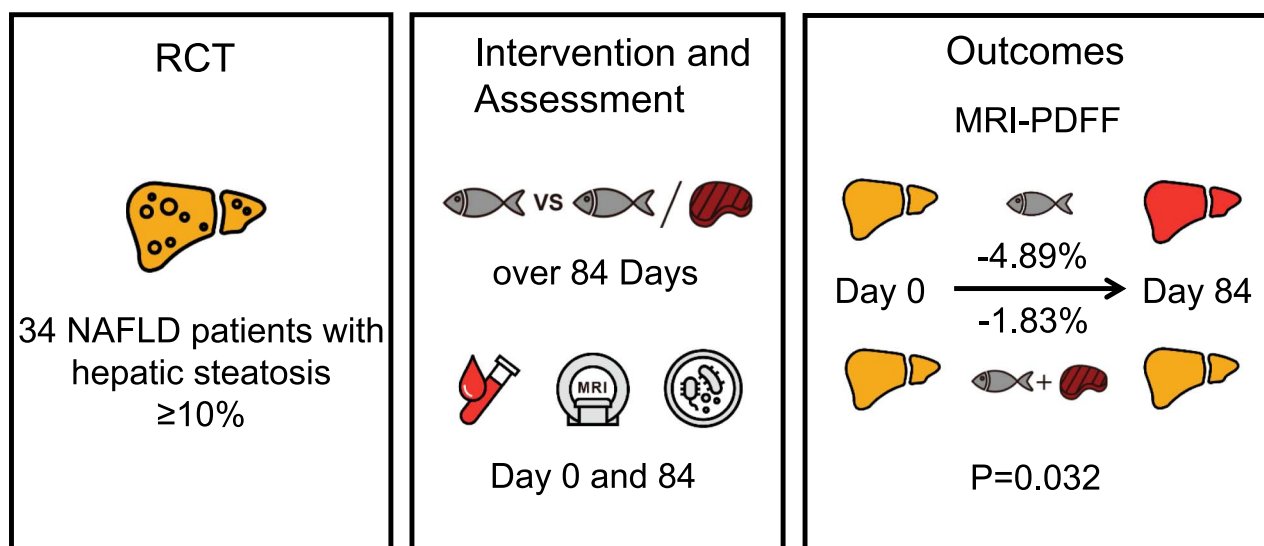 RCT
34 NAFLD patients with
hepatic steatosis
≥10%
Intervention and
Assessment
VS /
over 84 Days
MRI
Day 0 and 84
Outcomes
MRI-PDFF
-4.89%
Day 0 Day 84
-1.83%
+
P=0.032